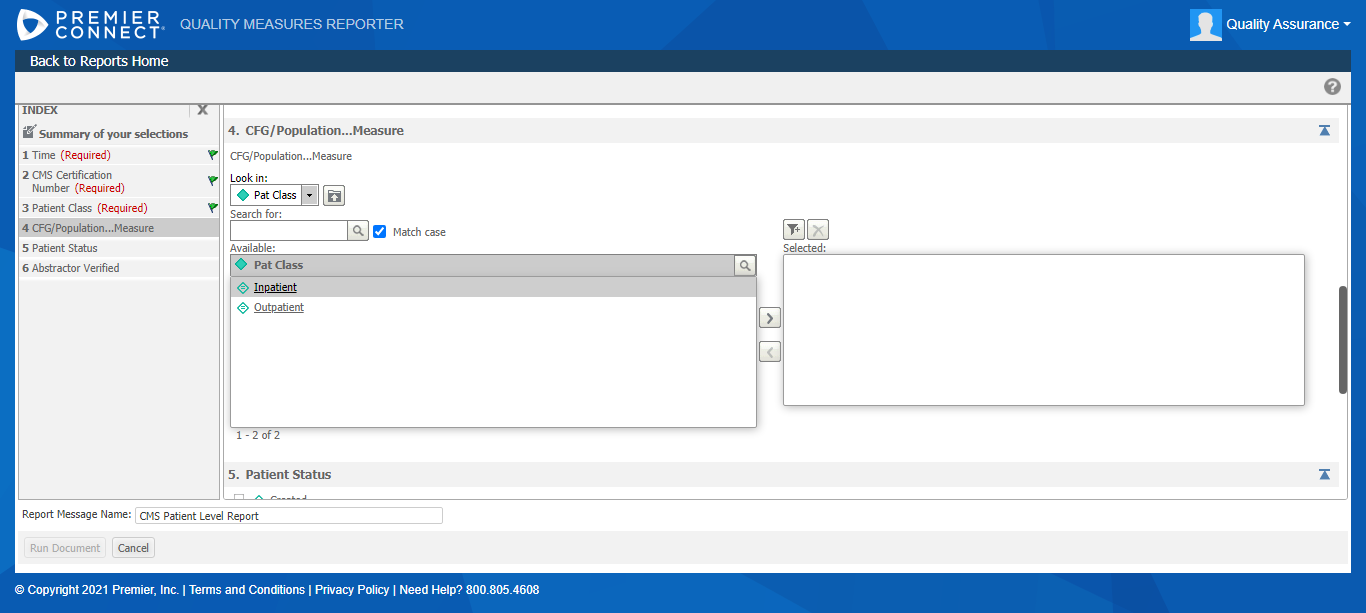 PREMIER
CONNECT
QUALITY MEASURES REPORTER
Quality Assurance
Back to Reports Home
INDEX
Summary of your selections
1 Time (Required)
2 CMS Certification
Number (Required)
3 Patient Class (Required)
4 CFG/Population...Measure
5 Patient Status
6 Abstractor Verified
4. CFG/Population...Measure
CFG/Population...Measure
Look in:
Pat Class
Search for:
Match case
Available:
Pat Class
Inpatient
Outpatient
1 - 2 of 2
Selected:
5. Patient Status
Created
Report Message Name: CMS Patient Level Report
Run Document Cancel
© Copyright 2021 Premier, Inc. | Terms and Conditions | Privacy Policy | Need Help? 800.805.4608